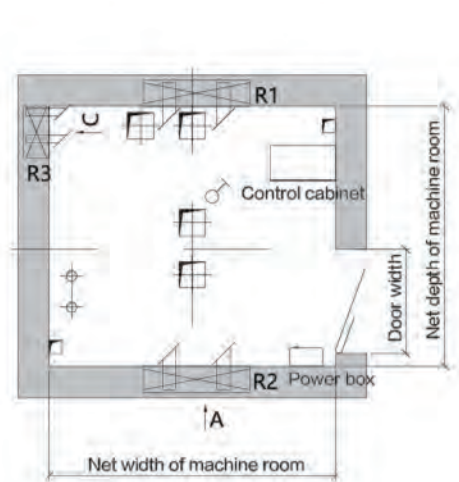 R1
C
R3
Control cabinet
Net depth of machine room
Door width
R2
Power box
A
Net width of machine room